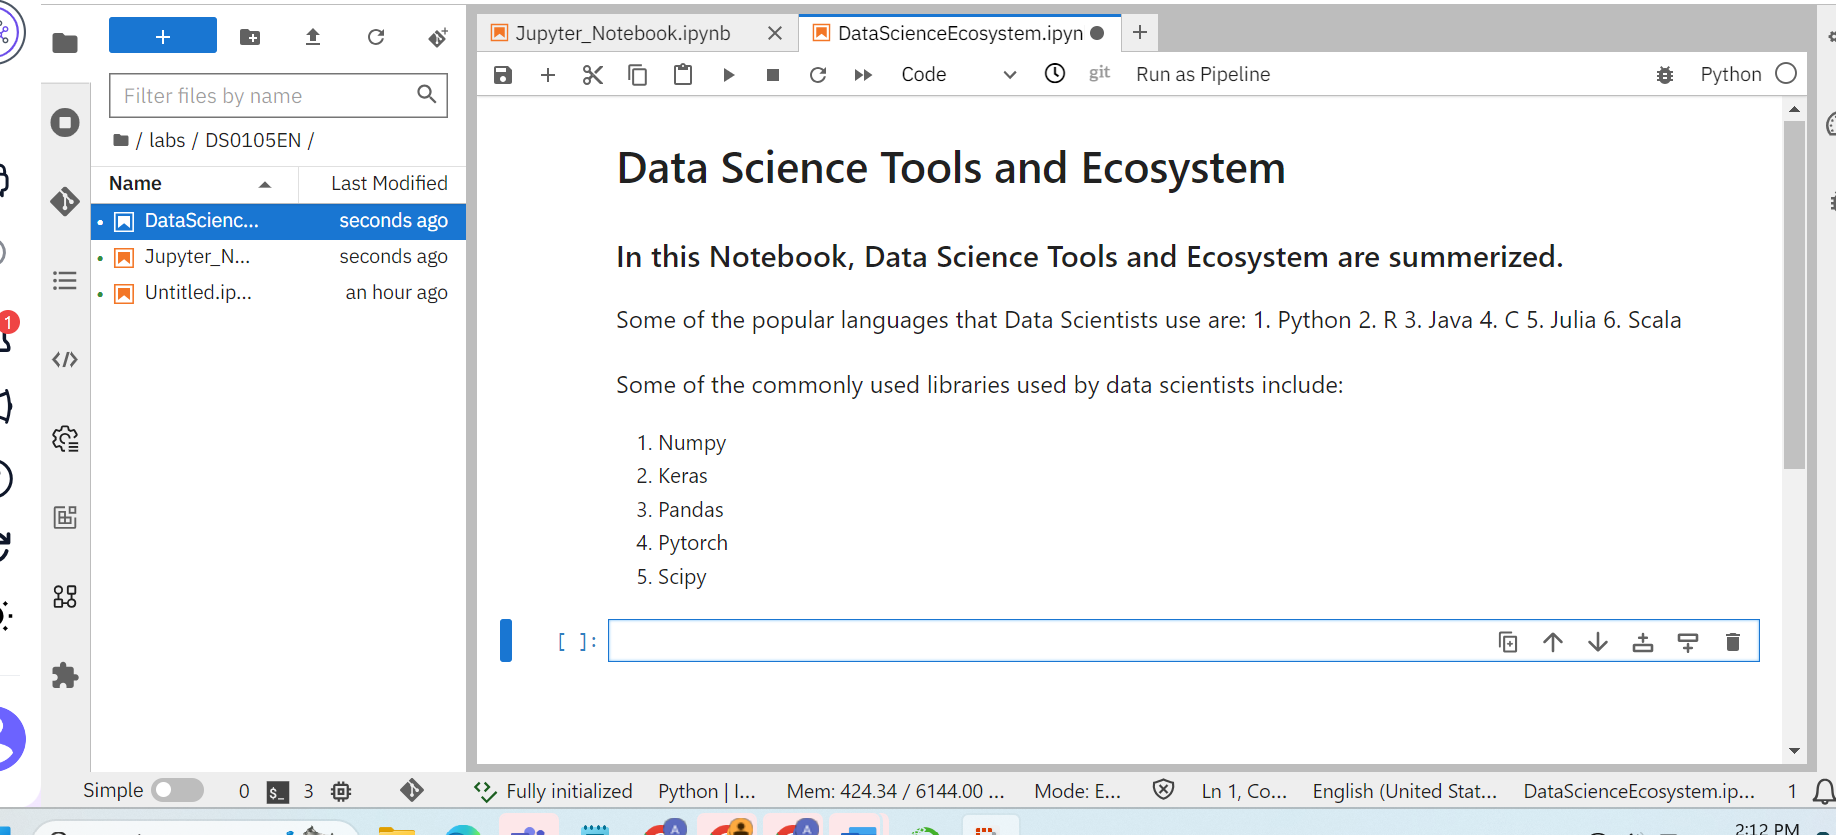 Jupyter_Notebook.ipynb
DataScienceEcosystem.ipyn
Code
git
Run as Pipeline
Python
Filter files by name
/ labs / DS0105EN /
Name
Last Modified
DataScienc...
seconds ago
Jupyter_N...
seconds ago
Untitled.ip...
an hour ago
1
Data Science Tools and Ecosystem
In this Notebook, Data Science Tools and Ecosystem are summerized.
Some of the popular languages that Data Scientists use are: 1. Python 2. R 3. Java 4. C 5. Julia 6. Scala
Some of the commonly used libraries used by data scientists include:
1. Numpy
2. Keras
3. Pandas
4. Pytorch
5. Scipy
[ ]:
Simple
0
$_
3
Fully initialized
Python | I...
Mem: 424.34 / 6144.00 ...
Mode: E...
Ln 1, Co...
English (United Stat...
DataScienceEcosystem.ip...
1
A
A
2:12 PM